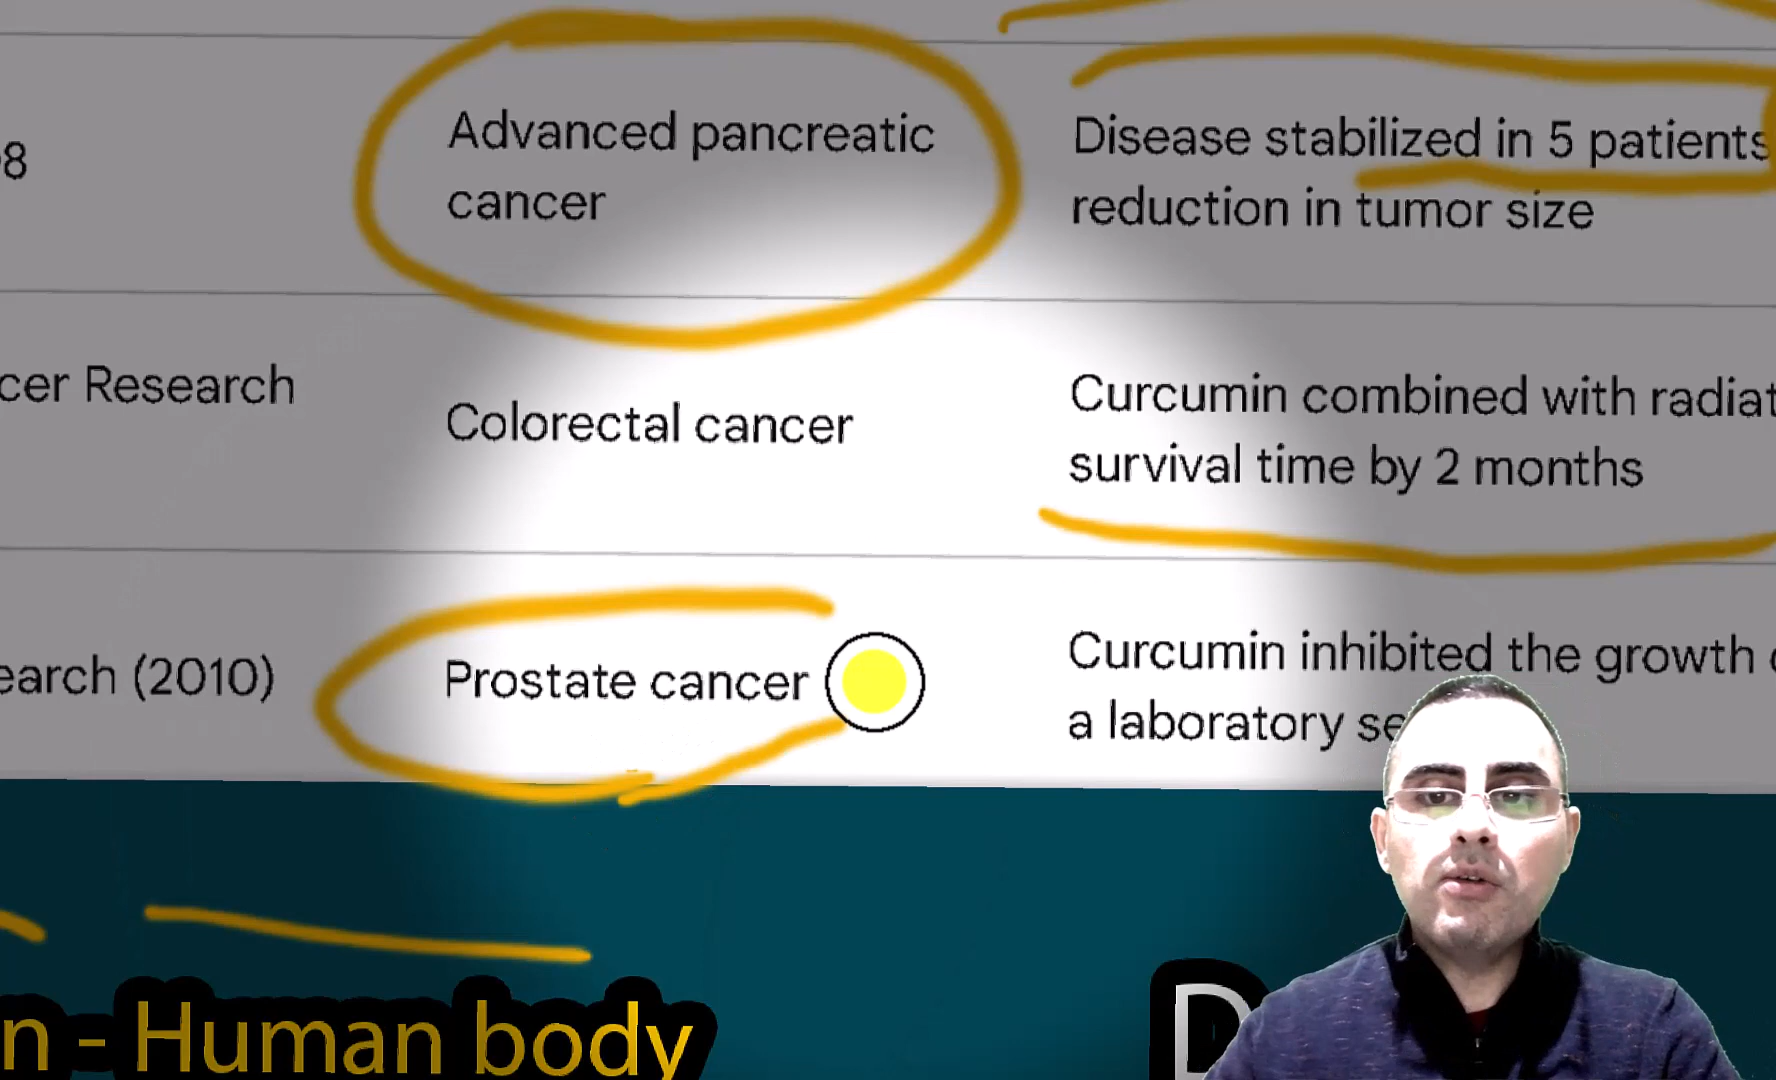 8
Advanced pancreatic
cancer
Disease stabilized in 5 patients
reduction in tumor size
cer Research
Colorectal cancer
Curcumin combined with radiat
survival time by 2 months
earch (2010)
Prostate cancer
Curcumin inhibited the growth
a laboratory se
n - Human body
D